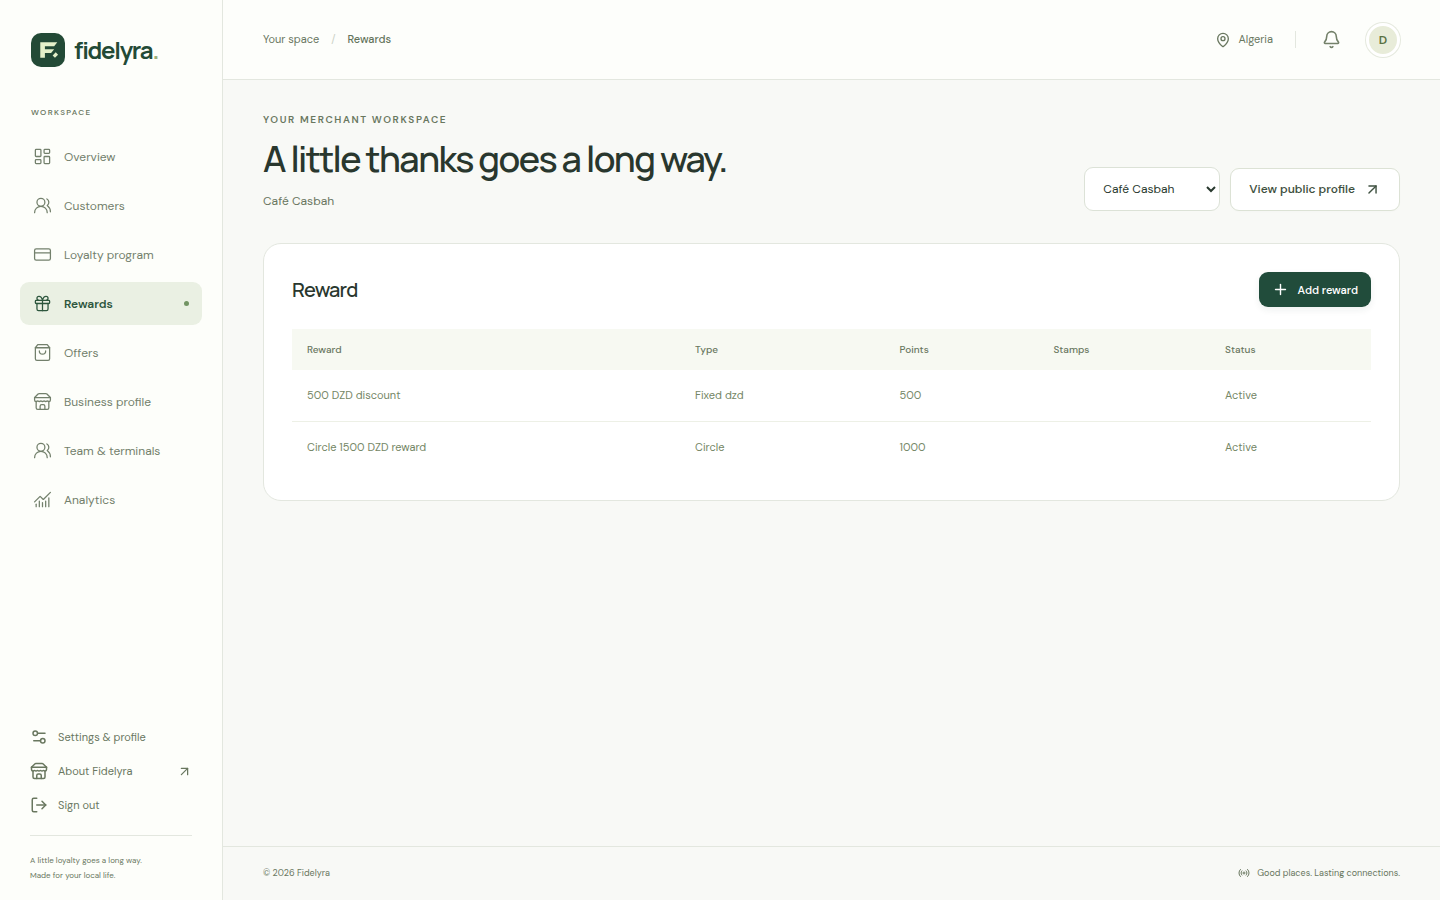 fidelyra.
WORKSPACE
Overview
Customers
Loyalty program
Rewards
Offers
Business profile
Team & terminals
Analytics
Settings & profile
About Fidelyra
Sign out
A little loyalty goes a long way.
Made for your local life.
Your space / Rewards
Algeria
D
YOUR MERCHANT WORKSPACE
A little thanks goes a long way.
Café Casbah
Café Casbah
View public profile
Reward
Add reward
Reward Type Points Stamps Status
500 DZD discount Fixed dzd 500 Active
Circle 1500 DZD reward Circle 1000 Active
© 2026 Fidelyra
Good places. Lasting connections.